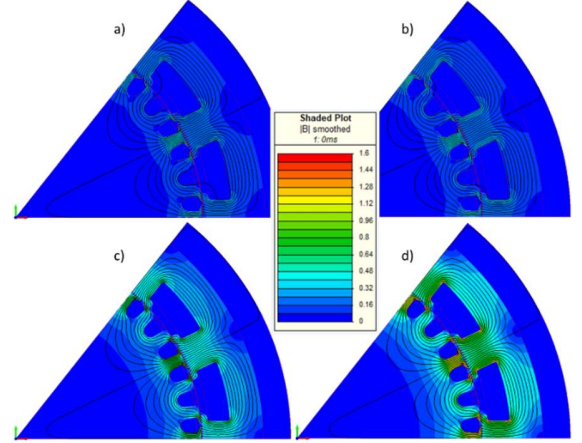 a)
b)
Shaded Plot
|B| smoothed
1: 0ms
1.6
1.44
1.28
1.12
0.96
0.8
0.64
0.48
0.32
0.16
0
c)
d)